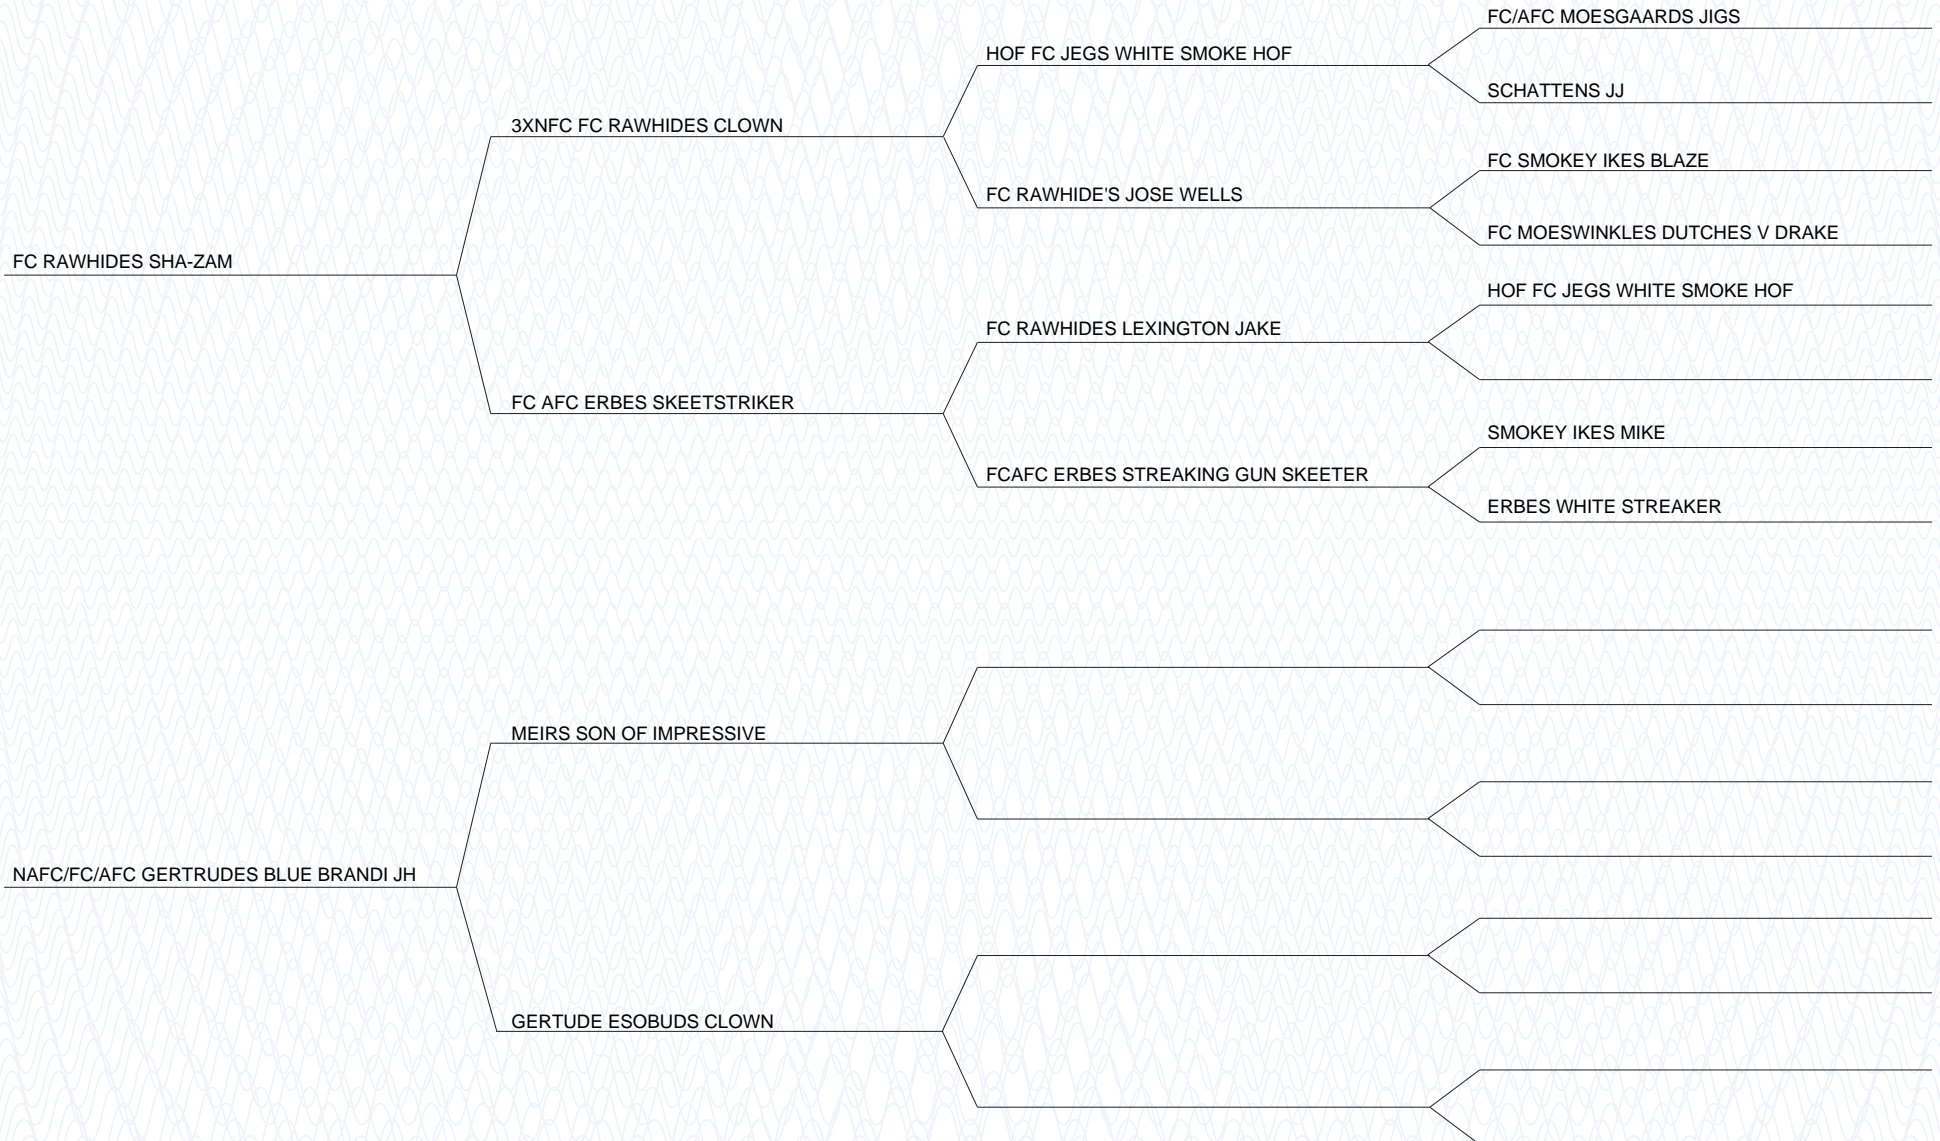 FC/AFC MOESGAARDS JIGS
HOF FC JEGS WHITE SMOKE HOF
SCHATTENS JJ
3XNFC FC RAWHIDES CLOWN
FC SMOKEY IKES BLAZE
FC RAWHIDE'S JOSE WELLS
FC MOESWINKLES DUTCHES V DRAKE
FC RAWHIDES SHA-ZAM
HOF FC JEGS WHITE SMOKE HOF
FC RAWHIDES LEXINGTON JAKE
FC AFC ERBES SKEETSTRIKER
SMOKEY IKES MIKE
FCAFC ERBES STREAKING GUN SKEETER
ERBES WHITE STREAKER
MEIRS SON OF IMPRESSIVE
NAFC/FC/AFC GERTRUDES BLUE BRANDI JH
GERTUDE ESOBUDS CLOWN